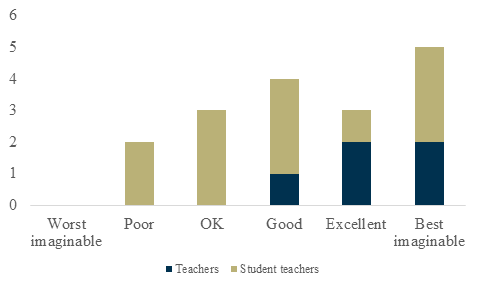 6
5
4
3
2
1
0
Worst imaginable
Poor
OK
Good
Excellent
Best imaginable
Teachers
Student teachers